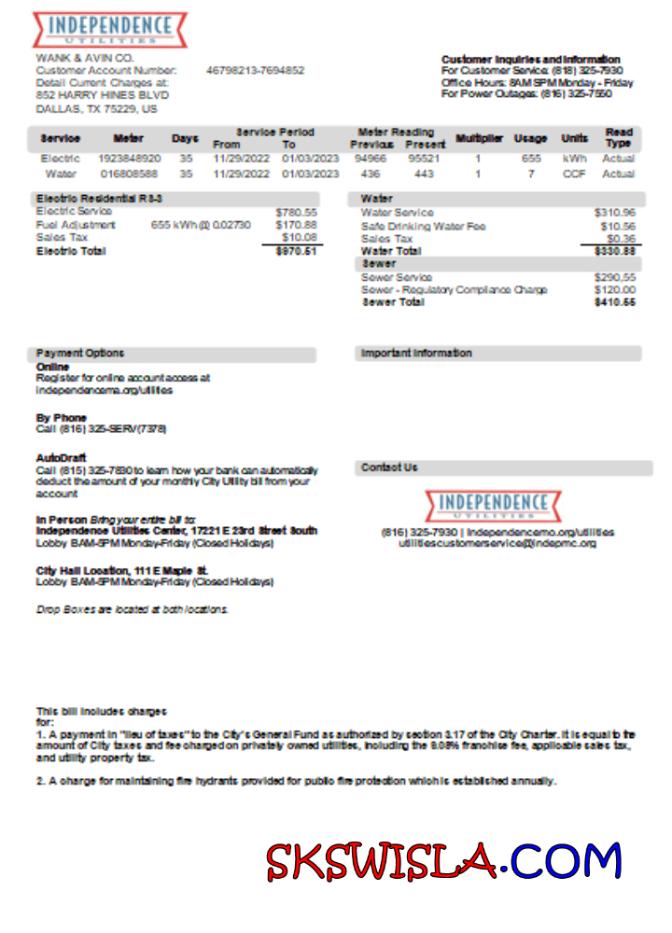 INDEPENDENCE
UTILITIES
WANK & AVIN CO.
Customer Account Number: 46798213-7694852
Detail Current Charges at:
852 HARRY HINES BLVD
DALLAS, TX 75229, US
Customer Inquiries and Information
For Customer Service: (818) 325-7930
Office Hours: 8AM-5PM Monday - Friday
For Power Outages: (816) 325-7550
Service Meter Days Service Period Meter Reading Multiplier Usage Units Read Type
From To Previous Present
Electric 1923848920 35 11/29/2022 01/03/2023 94966 95521 1 655 kWh Actual
Water 016808588 35 11/29/2022 01/03/2023 436 443 1 7 CCF Actual
Electric Residential R8-3
Electric Service $780.55
Fuel Adjustment 655 kWh @ 0.02730 $170.88
Sales Tax $10.08
Electric Total $970.51
Water
Water Service $310.96
Safe Drinking Water Fee $10.56
Sales Tax $0.36
Water Total $330.88
Sewer
Sewer Service $290,55
Sewer - Regulatory Compliance Charge $120.00
Sewer Total $410.55
Payment Options
Online
Register for online account access at
independencemo.org/utilities
By Phone
Call (816) 325-SERV(7378)
AutoDraft
Call (815) 325-7830 to learn how your bank can automatically
deduct the amount of your monthly City Utility bill from your
account
In Person Bring your entire bill to:
Independence Utilities Center, 17221 E 23rd Street South
Lobby 8AM-5PM Monday-Friday (Closed Holidays)
City Hall Location, 111 E Maple St.
Lobby 8AM-5PM Monday-Friday (Closed Holidays)
Drop Boxes are located at both locations.
Important Information
Contact Us
INDEPENDENCE
UTILITIES
(816) 325-7930 | Independencemo.org/utilities
utilitiescustomerservice@indepmc.org
This bill includes charges
for:
1. A payment in "lieu of taxes" to the City's General Fund as authorized by section 3.17 of the City Charter. It is equal to the
amount of City taxes and fee charged on privately owned utilities, including the 9.08% franchise fee, applicable sales tax,
and utility property tax.
2. A charge for maintaining fire hydrants provided for public fire protection which is established annually.
SKSWISLA.COM